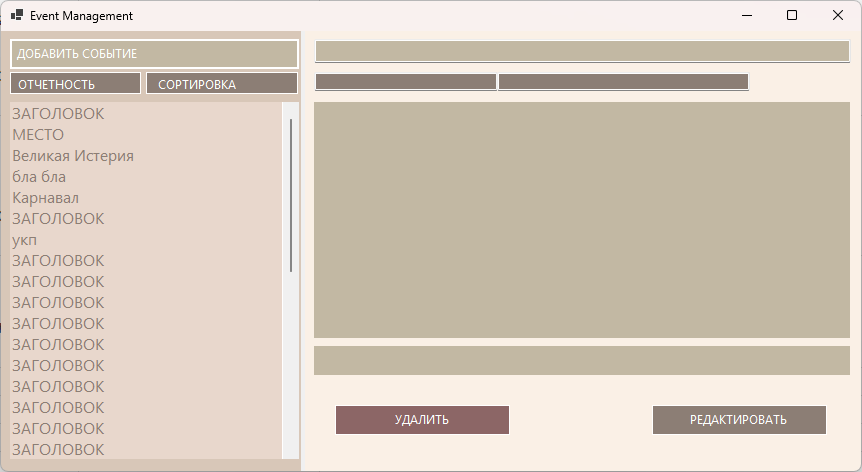 Event Management
ДОБАВИТЬ СОБЫТИЕ
ОТЧЕТНОСТЬ СОРТИРОВКА
ЗАГОЛОВОК
МЕСТО
Великая Истерия
бла бла
Карнавал
ЗАГОЛОВОК
укп
ЗАГОЛОВОК
ЗАГОЛОВОК
ЗАГОЛОВОК
ЗАГОЛОВОК
ЗАГОЛОВОК
ЗАГОЛОВОК
ЗАГОЛОВОК
ЗАГОЛОВОК
ЗАГОЛОВОК
ЗАГОЛОВОК
УДАЛИТЬ РЕДАКТИРОВАТЬ